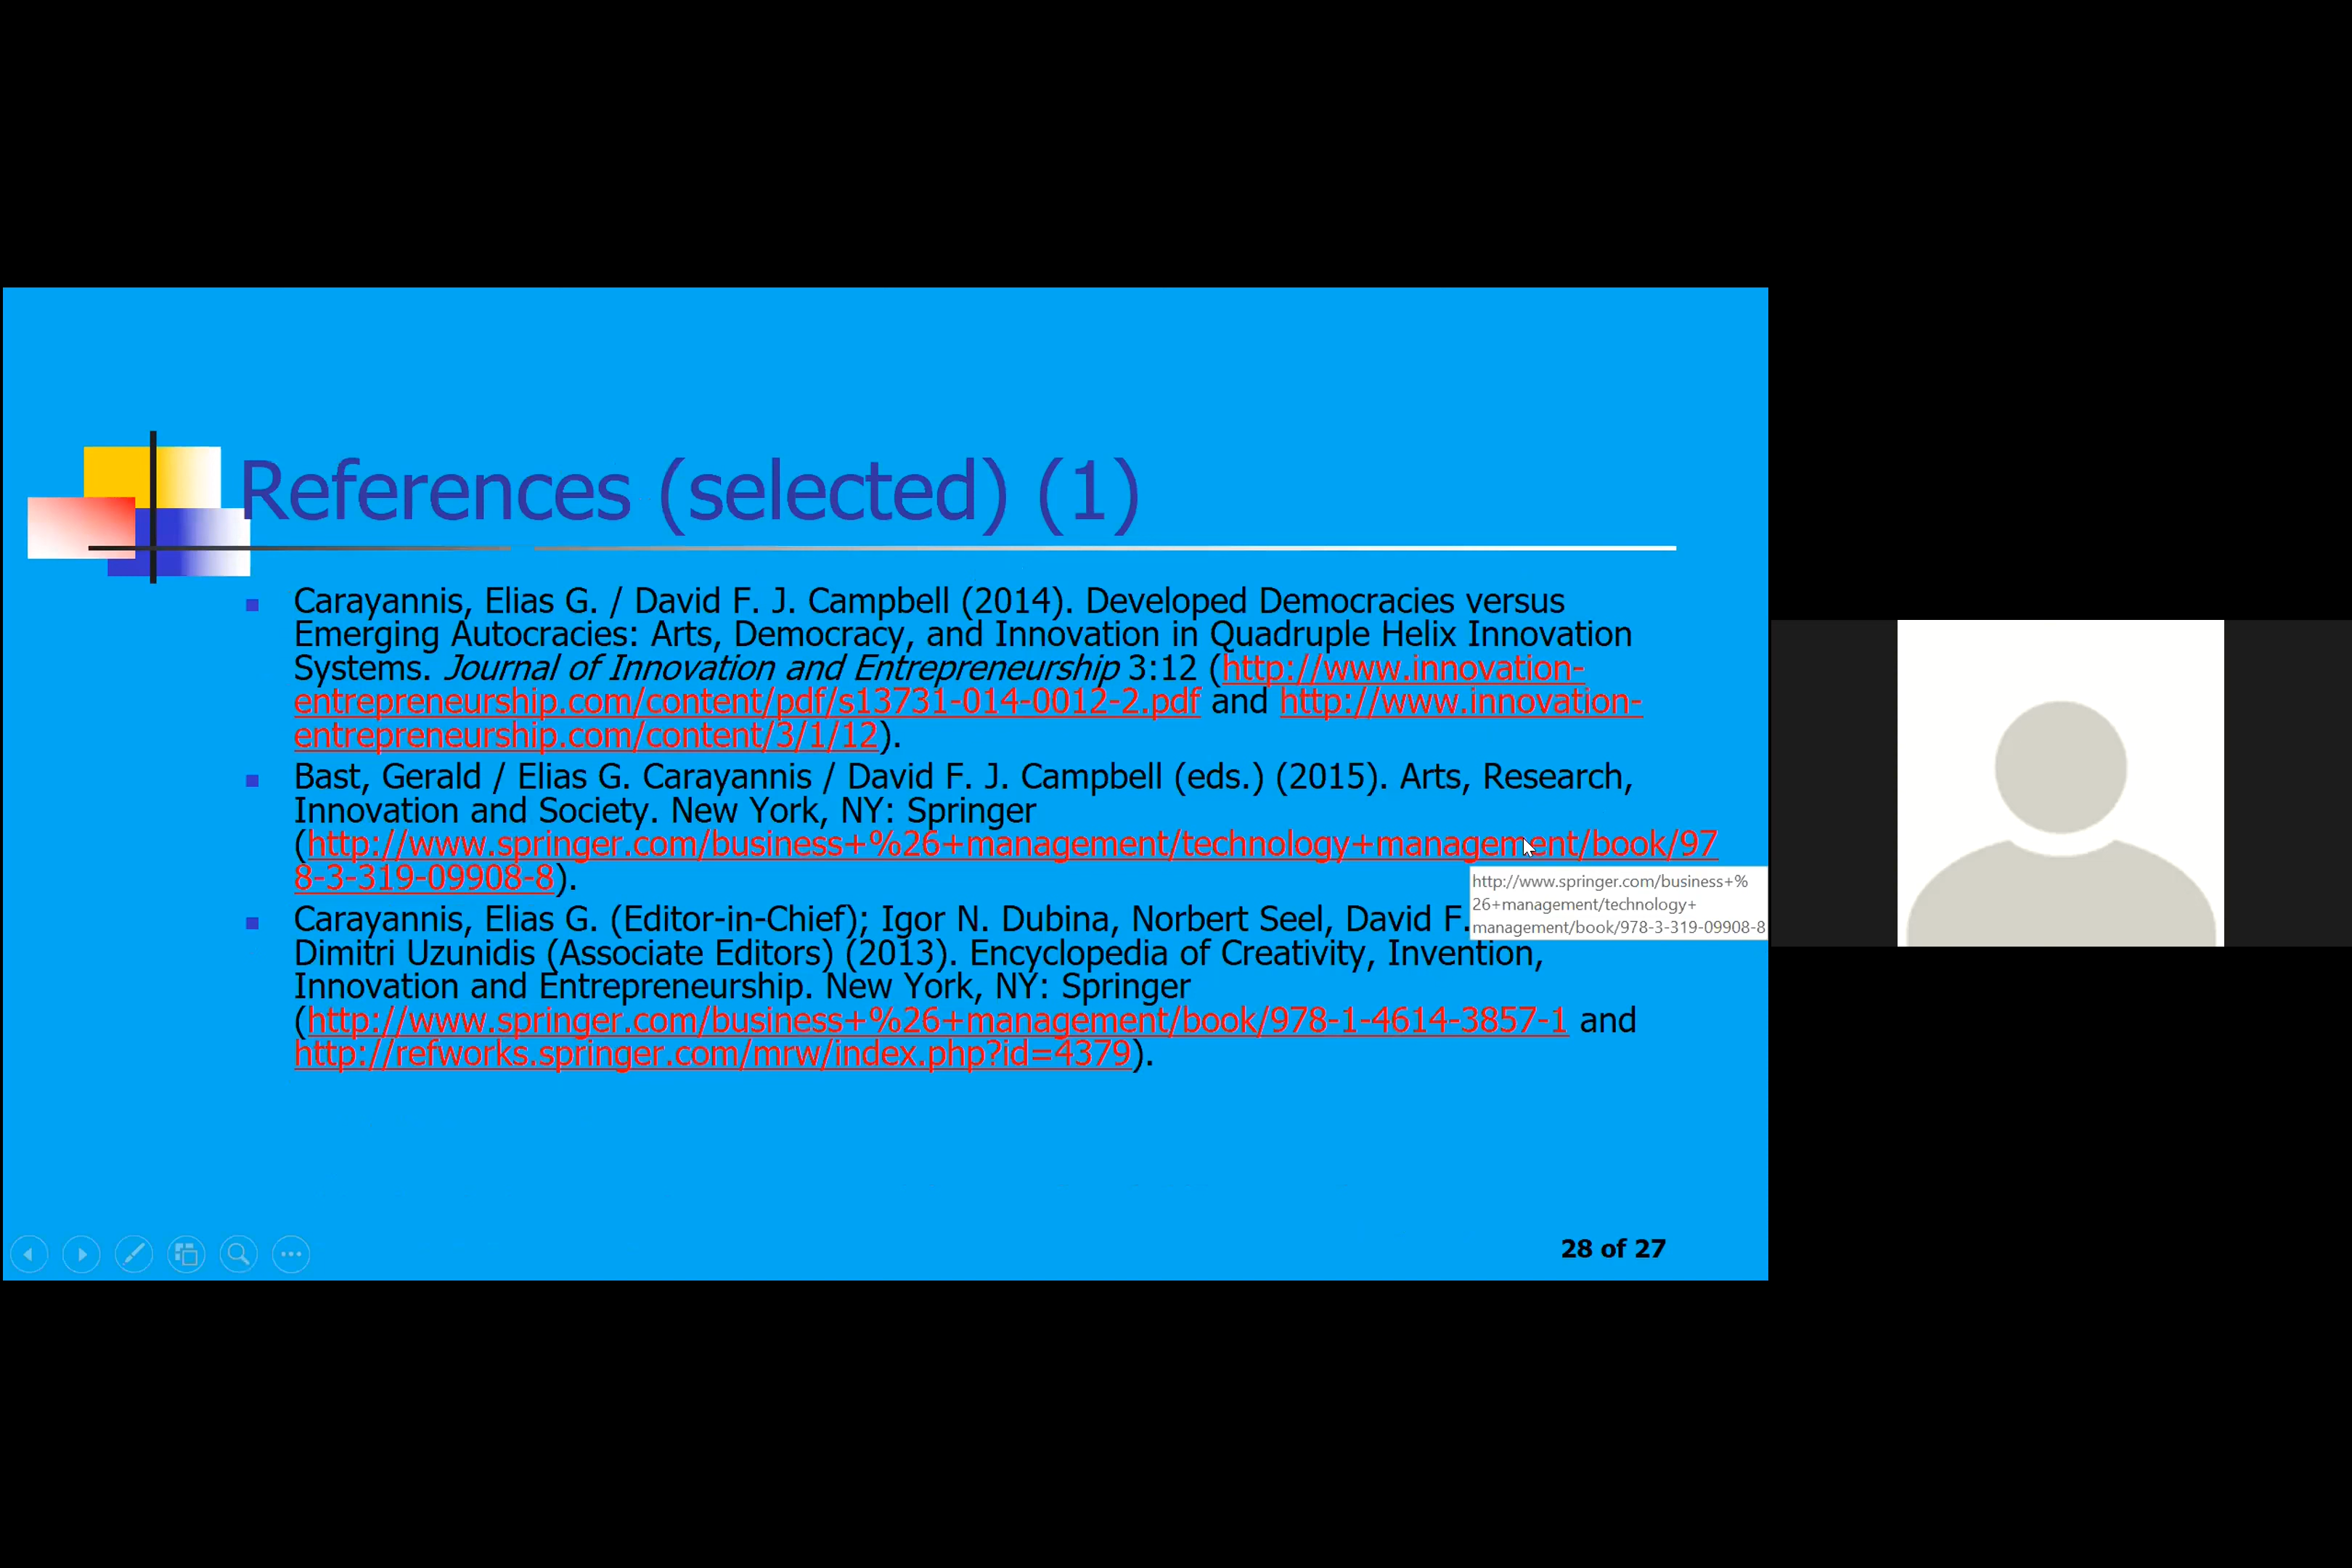 References (selected) (1)
Carayannis, Elias G. / David F. J. Campbell (2014). Developed Democracies versus
Emerging Autocracies: Arts, Democracy, and Innovation in Quadruple Helix Innovation
Systems. Journal of Innovation and Entrepreneurship 3:12 (http://www.innovation-
entrepreneurship.com/content/pdf/s13731-014-0012-2.pdf and http://www.innovation-
entrepreneurship.com/content/3/1/12).
Bast, Gerald / Elias G. Carayannis / David F. J. Campbell (eds.) (2015). Arts, Research,
Innovation and Society. New York, NY: Springer
(http://www.springer.com/business+%26+management/technology+management/book/97
8-3-319-09908-8).
Carayannis, Elias G. (Editor-in-Chief); Igor N. Dubina, Norbert Seel, David F.
Dimitri Uzunidis (Associate Editors) (2013). Encyclopedia of Creativity, Invention,
Innovation and Entrepreneurship. New York, NY: Springer
(http://www.springer.com/business+%26+management/book/978-1-4614-3857-1 and
http://refworks.springer.com/mrw/index.php?id=4379).
http://www.springer.com/business+%
26+management/technology+
management/book/978-3-319-09908-8
28 of 27